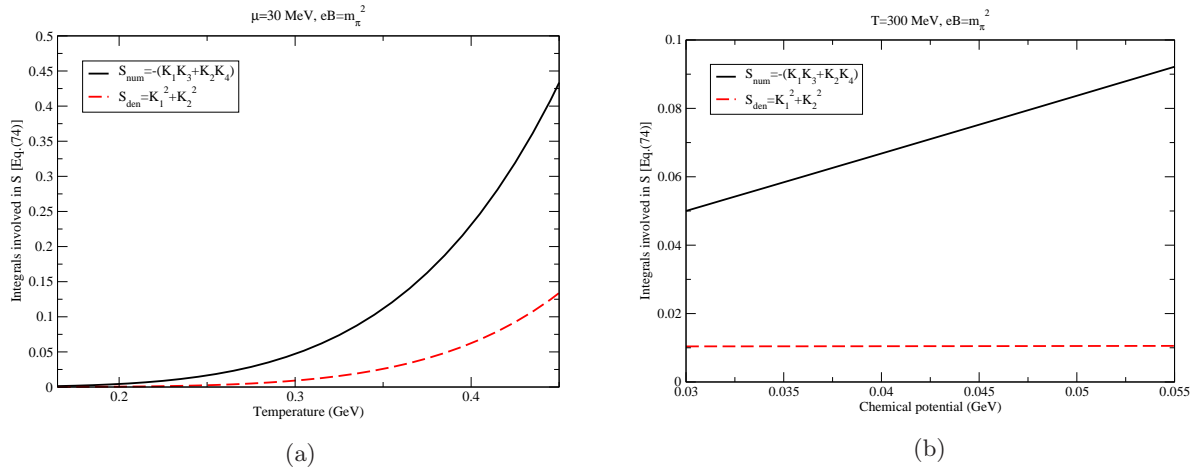 μ=30 MeV, eB=m_π^2
0.5
0.45
0.4
0.35
0.3
0.25
0.2
0.15
0.1
0.05
0
Integrals involved in S [Eq.(74)]
S_num=-(K_1K_3+K_2K_4)
S_den=K_1^2+K_2^2
0.2 0.3 0.4
Temperature (GeV)
(a)
T=300 MeV, eB=m_π^2
0.1
0.08
0.06
0.04
0.02
0
Integrals involved in S [Eq.(74)]
S_num=-(K_1K_3+K_2K_4)
S_den=K_1^2+K_2^2
0.03 0.035 0.04 0.045 0.05 0.055
Chemical potential (GeV)
(b)